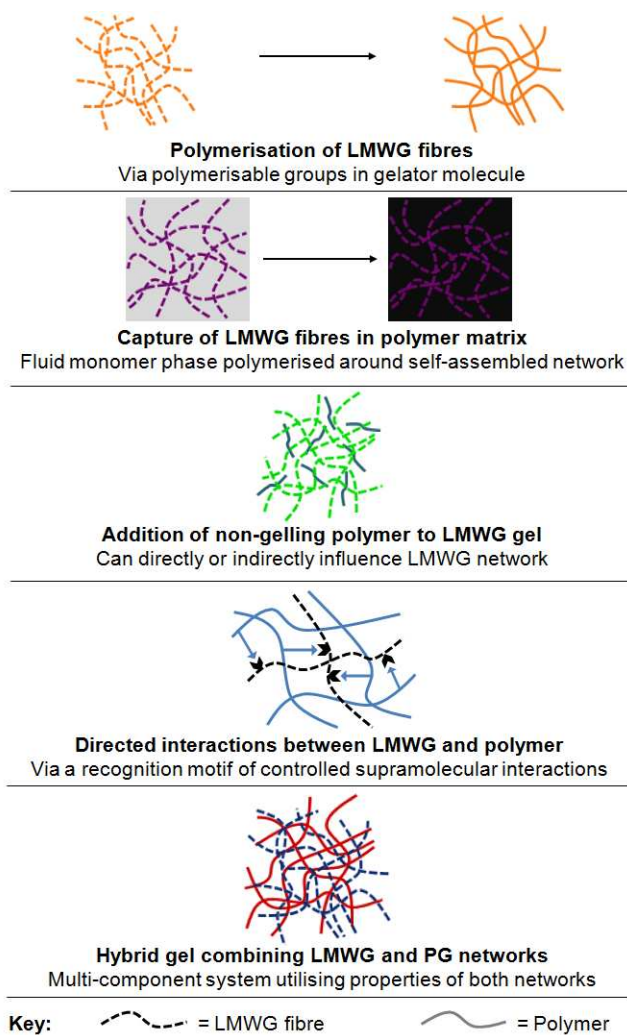 Polymerisation of LMWG fibres
Via polymerisable groups in gelator molecule
Capture of LMWG fibres in polymer matrix
Fluid monomer phase polymerised around self-assembled network
Addition of non-gelling polymer to LMWG gel
Can directly or indirectly influence LMWG network
Directed interactions between LMWG and polymer
Via a recognition motif of controlled supramolecular interactions
Hybrid gel combining LMWG and PG networks
Multi-component system utilising properties of both networks
Key: = LMWG fibre = Polymer